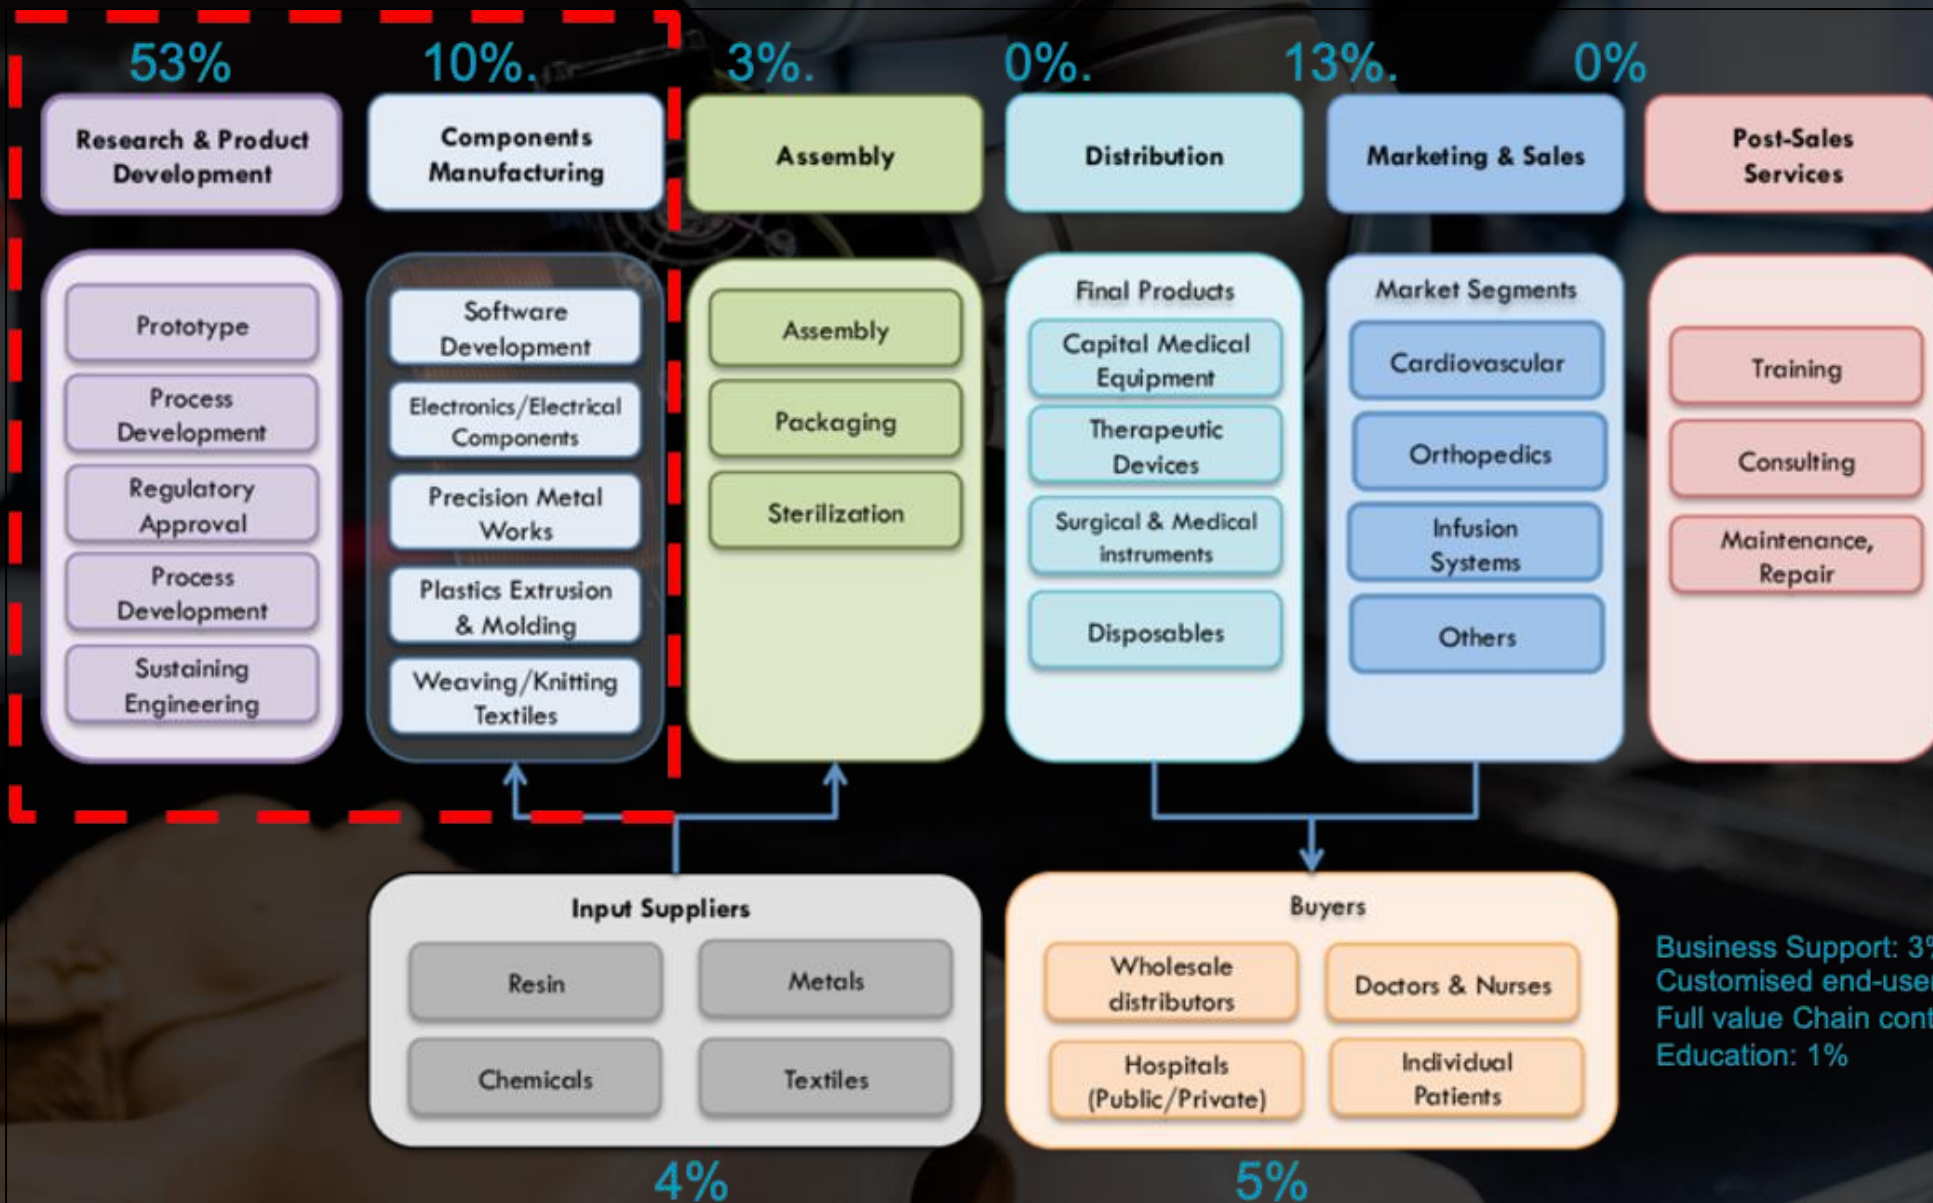 53%
10%.
3%.
0%.
13%.
0%
Research & Product
Development
Components
Manufacturing
Assembly
Distribution
Marketing & Sales
Post-Sales
Services
Prototype
Process
Development
Regulatory
Approval
Process
Development
Sustaining
Engineering
Software
Development
Electronics/Electrical
Components
Precision Metal
Works
Plastics Extrusion
& Molding
Weaving/Knitting
Textiles
Assembly
Packaging
Sterilization
Final Products
Capital Medical
Equipment
Therapeutic
Devices
Surgical & Medical
instruments
Disposables
Market Segments
Cardiovascular
Orthopedics
Infusion
Systems
Others
Training
Consulting
Maintenance,
Repair
Input Suppliers
Resin
Metals
Chemicals
Textiles
4%
Buyers
Wholesale
distributors
Doctors & Nurses
Hospitals
(Public/Private)
Individual
Patients
5%
Business Support: 3%
Customised end-user
Full value Chain
Education: 1%